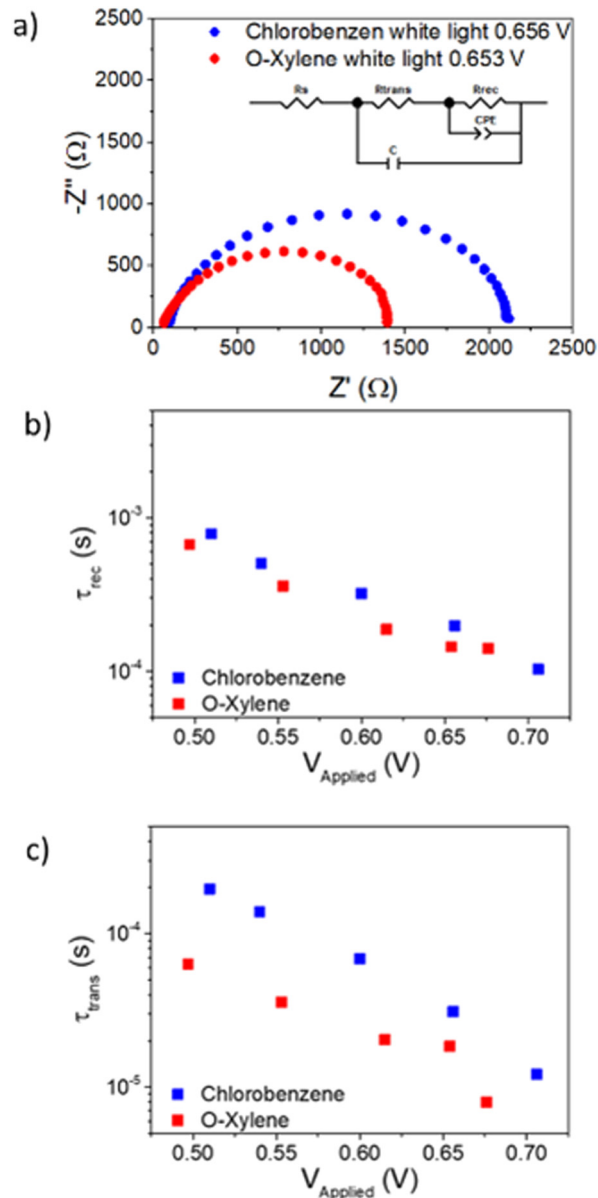 a)
2500
2000
1500
1000
500
0
-Z'' (Ω)
Chlorobenzen white light 0.656 V
O-Xylene white light 0.653 V
Rs
Rtrans
Rrec
CPE
C
0
500
1000
1500
2000
2500
Z' (Ω)
b)
10⁻³
10⁻⁴
τrec (s)
Chlorobenzene
O-Xylene
0.50
0.55
0.60
0.65
0.70
VApplied (V)
c)
10⁻⁴
10⁻⁵
τtrans (s)
Chlorobenzene
O-Xylene
0.50
0.55
0.60
0.65
0.70
VApplied (V)